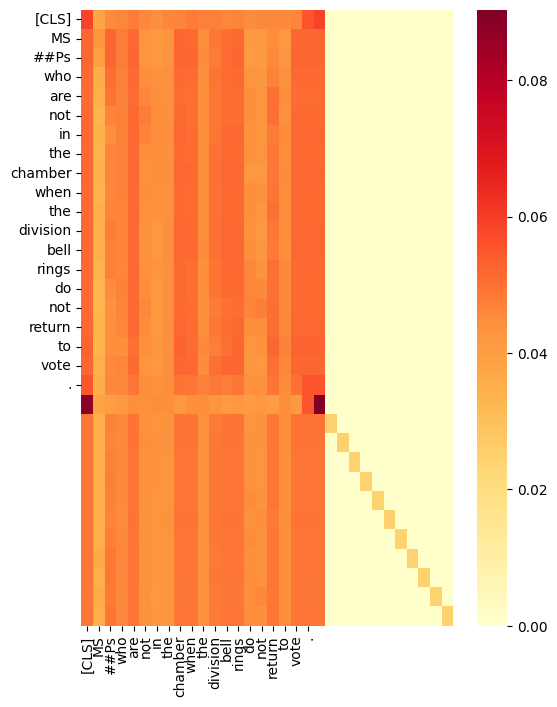 [CLS]
MS
##Ps
who
are
not
in
the
chamber
when
the
division
bell
rings
do
not
return
to
vote
.
0.08
0.06
0.04
0.02
0.00
[CLS]
MS
##Ps
who
are
not
in
the
chamber
when
the
division
bell
rings
do
not
return
to
vote
.